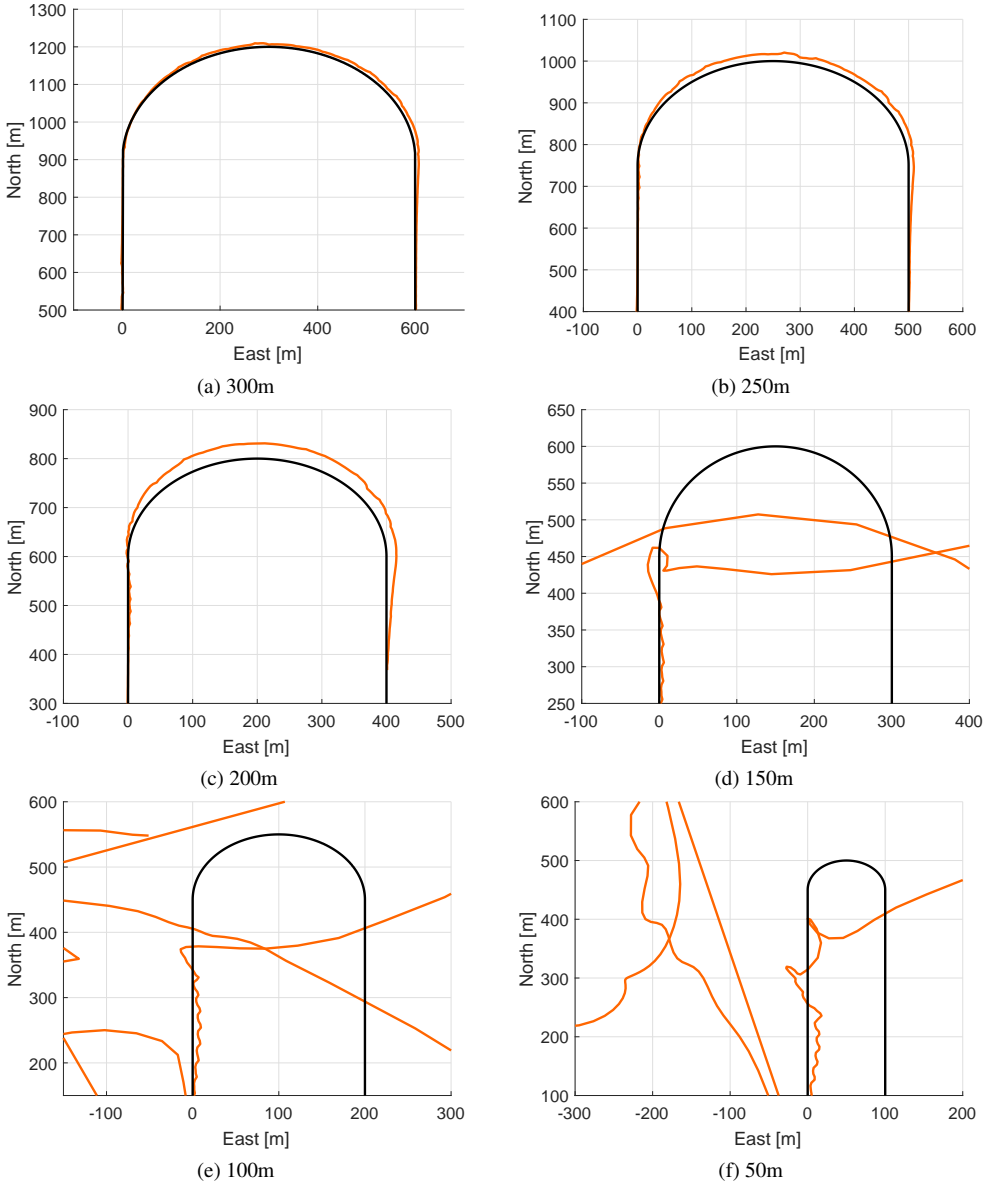 1300
1200
1100
1000
900
800
700
600
500
North [m]
0 200 400 600
East [m]
(a) 300m
1100
1000
900
800
700
600
500
400
North [m]
-100 0 100 200 300 400 500 600
East [m]
(b) 250m
900
800
700
600
500
400
300
North [m]
-100 0 100 200 300 400 500
East [m]
(c) 200m
650
600
550
500
450
400
350
300
250
North [m]
-100 0 100 200 300 400
East [m]
(d) 150m
600
500
400
300
200
North [m]
-100 0 100 200 300
East [m]
(e) 100m
600
500
400
300
200
100
North [m]
-300 -200 -100 0 100 200
East [m]
(f) 50m